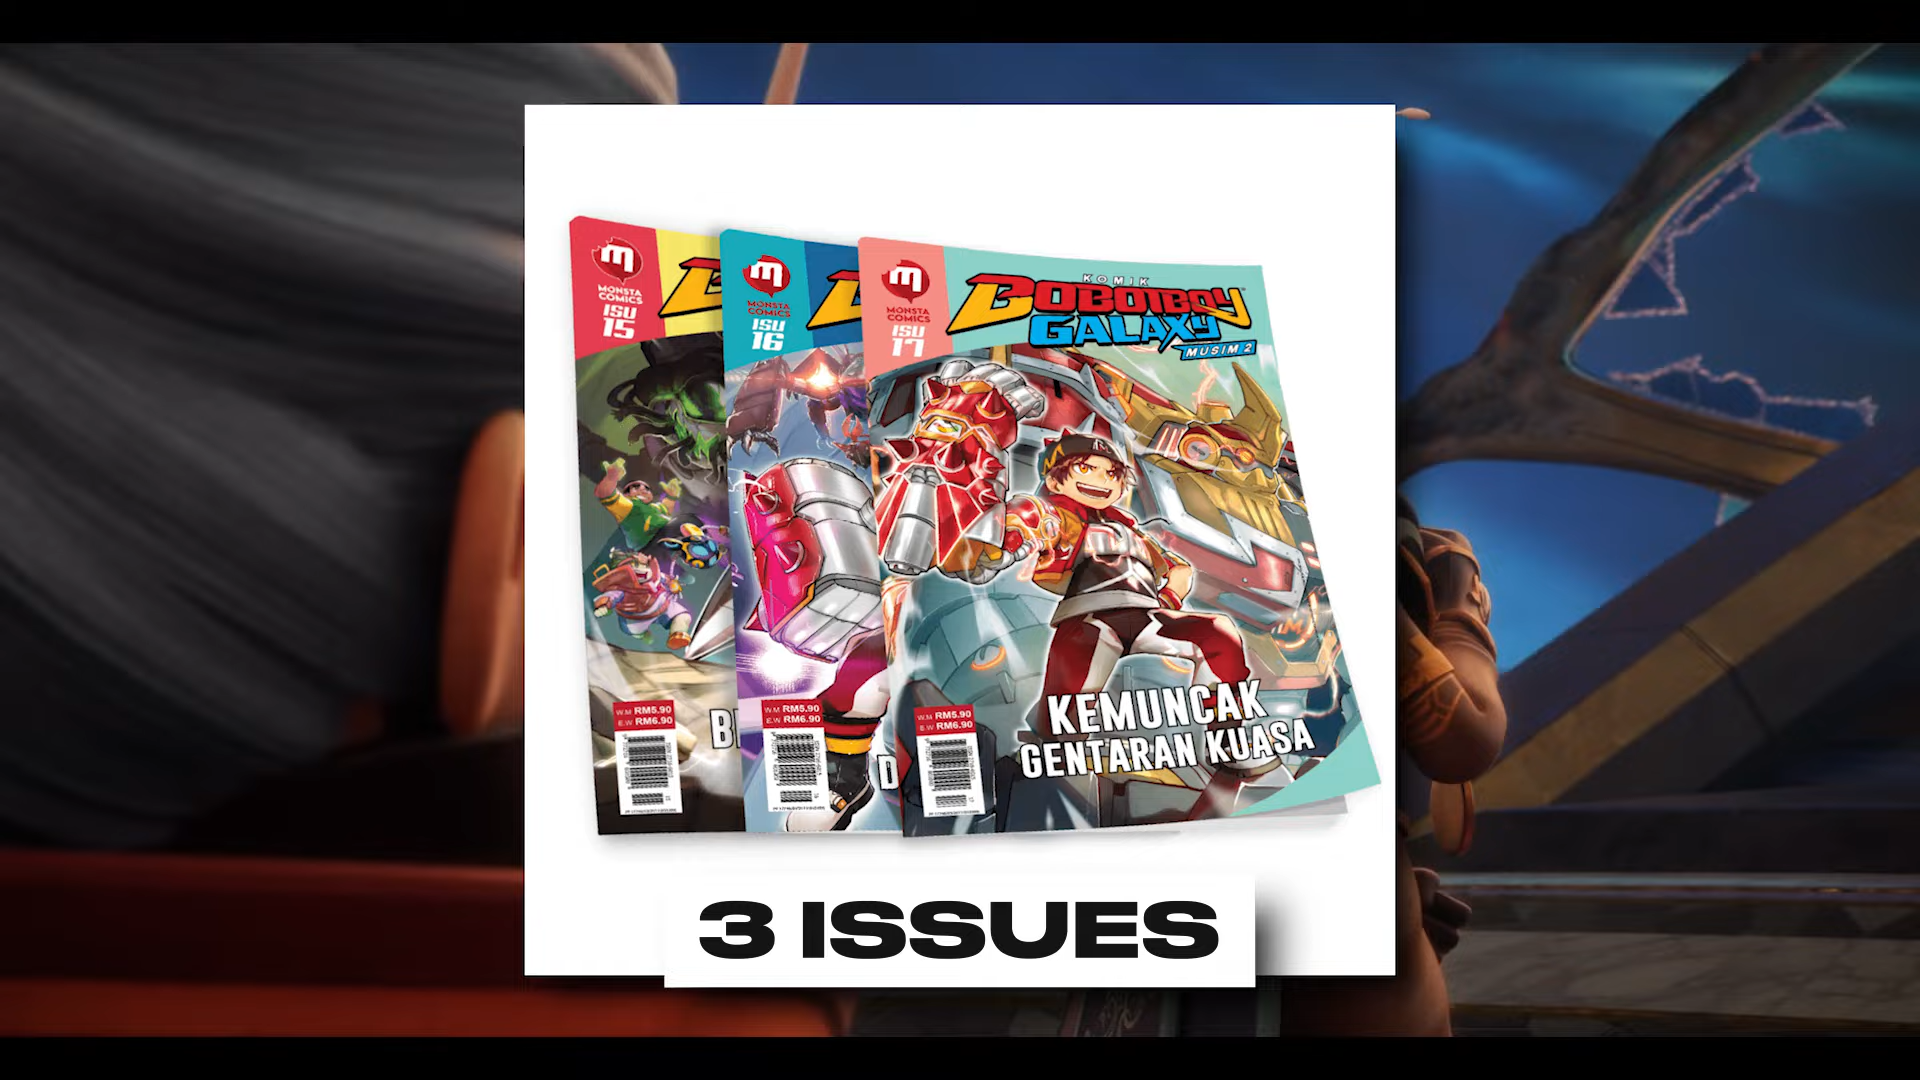 MONSTA
COMICS
ISU
15
W.M RM5.90
E.W RM6.90
MONSTA
COMICS
ISU
16
W.M RM5.90
E.W RM6.90
MONSTA
COMICS
ISU
17
KOMIK
BOBOIBOY
GALAXY
MUSIM 2
KEMUNCAK
GENTARAN KUASA
W.M RM5.90
E.W RM6.90
3 ISSUES